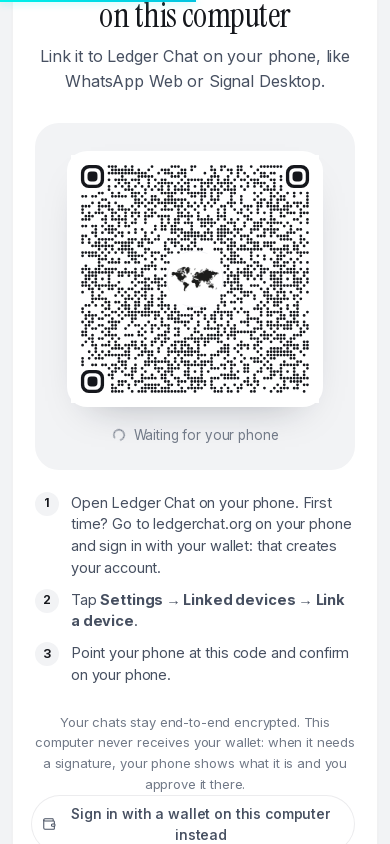 on this computer
Link it to Ledger Chat on your phone, like
WhatsApp Web or Signal Desktop.
Waiting for your phone
1 Open Ledger Chat on your phone. First
time? Go to ledgerchat.org on your phone
and sign in with your wallet: that creates
your account.
2 Tap Settings → Linked devices → Link
a device.
3 Point your phone at this code and confirm
on your phone.
Your chats stay end-to-end encrypted. This
computer never receives your wallet: when it needs
a signature, your phone shows what it is and you
approve it there.
Sign in with a wallet on this computer
instead